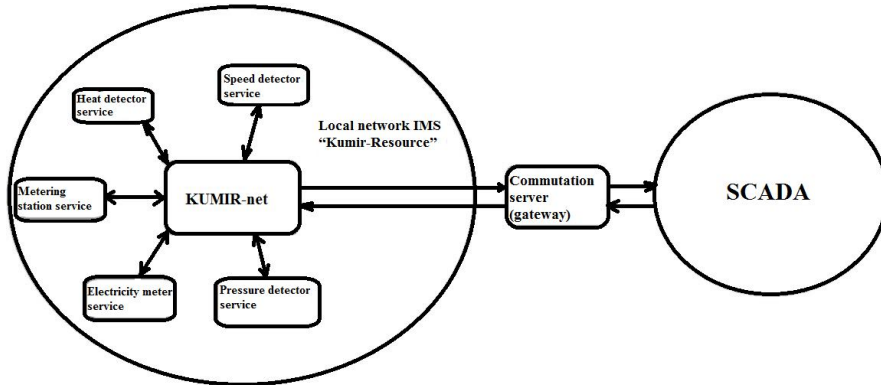 Speed detector
service
Heat detector
service
Local network IMS
“Kumir-Resource”
Metering
station service
KUMIR-net
Commutation
server
(gateway)
SCADA
Electricity meter
service
Pressure detector
service